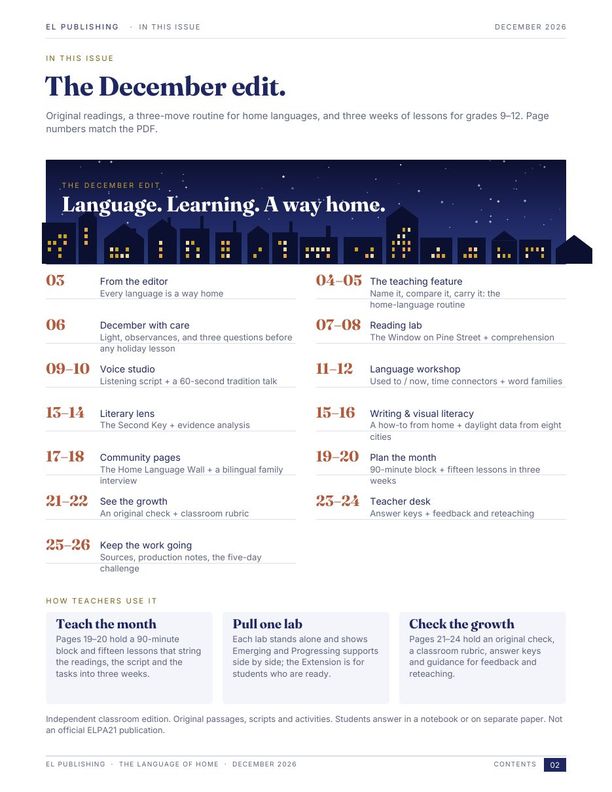 EL PUBLISHING · IN THIS ISSUE
DECEMBER 2026
IN THIS ISSUE
The December edit.
Original readings, a three-move routine for home languages, and three weeks of lessons for grades 9–12. Page
numbers match the PDF.
THE DECEMBER EDIT
Language. Learning. A way home.
03
From the editor
Every language is a way home
04–05
The teaching feature
Name it, compare it, carry it: the
home-language routine
06
December with care
Light, observances, and three questions before
any holiday lesson
07–08
Reading lab
The Window on Pine Street + comprehension
09–10
Voice studio
Listening script + a 60-second tradition talk
11–12
Language workshop
Used to / now, time connectors + word families
13–14
Literary lens
The Second Key + evidence analysis
15–16
Writing & visual literacy
A how-to from home + daylight data from eight
cities
17–18
Community pages
The Home Language Wall + a bilingual family
interview
19–20
Plan the month
90-minute block + fifteen lessons in three
weeks
21–22
See the growth
An original check + classroom rubric
23–24
Teacher desk
Answer keys + feedback and reteaching
25–26
Keep the work going
Sources, production notes, the five-day
challenge
HOW TEACHERS USE IT
Teach the month
Pages 19–20 hold a 90-minute
block and fifteen lessons that string
the readings, the script and the
tasks into three weeks.
Pull one lab
Each lab stands alone and shows
Emerging and Progressing supports
side by side; the Extension is for
students who are ready.
Check the growth
Pages 21–24 hold an original check,
a classroom rubric, answer keys
and guidance for feedback and
reteaching.
Independent classroom edition. Original passages, scripts and activities. Students answer in a notebook or on separate paper. Not
an official ELPA21 publication.
EL PUBLISHING · THE LANGUAGE OF HOME · DECEMBER 2026
CONTENTS 02